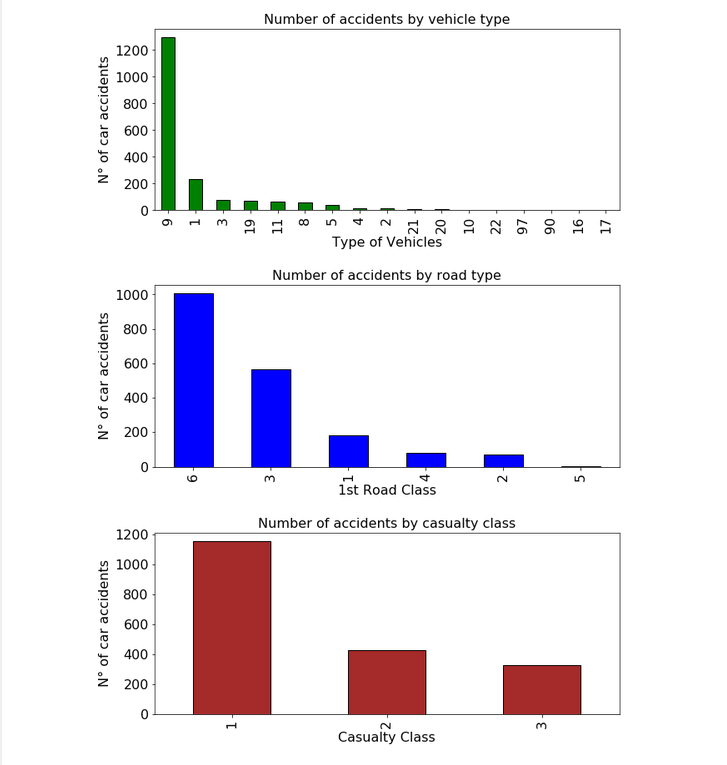 Number of accidents by vehicle type
N° of car accidents
1200
1000
800
600
400
200
0
9 1 3 19 11 8 5 4 2 21 20 10 22 97 90 16 17
Type of Vehicles
Number of accidents by road type
N° of car accidents
1000
800
600
400
200
0
6 3 1 4 2 5
1st Road Class
Number of accidents by casualty class
N° of car accidents
1200
1000
800
600
400
200
0
1 2 3
Casualty Class